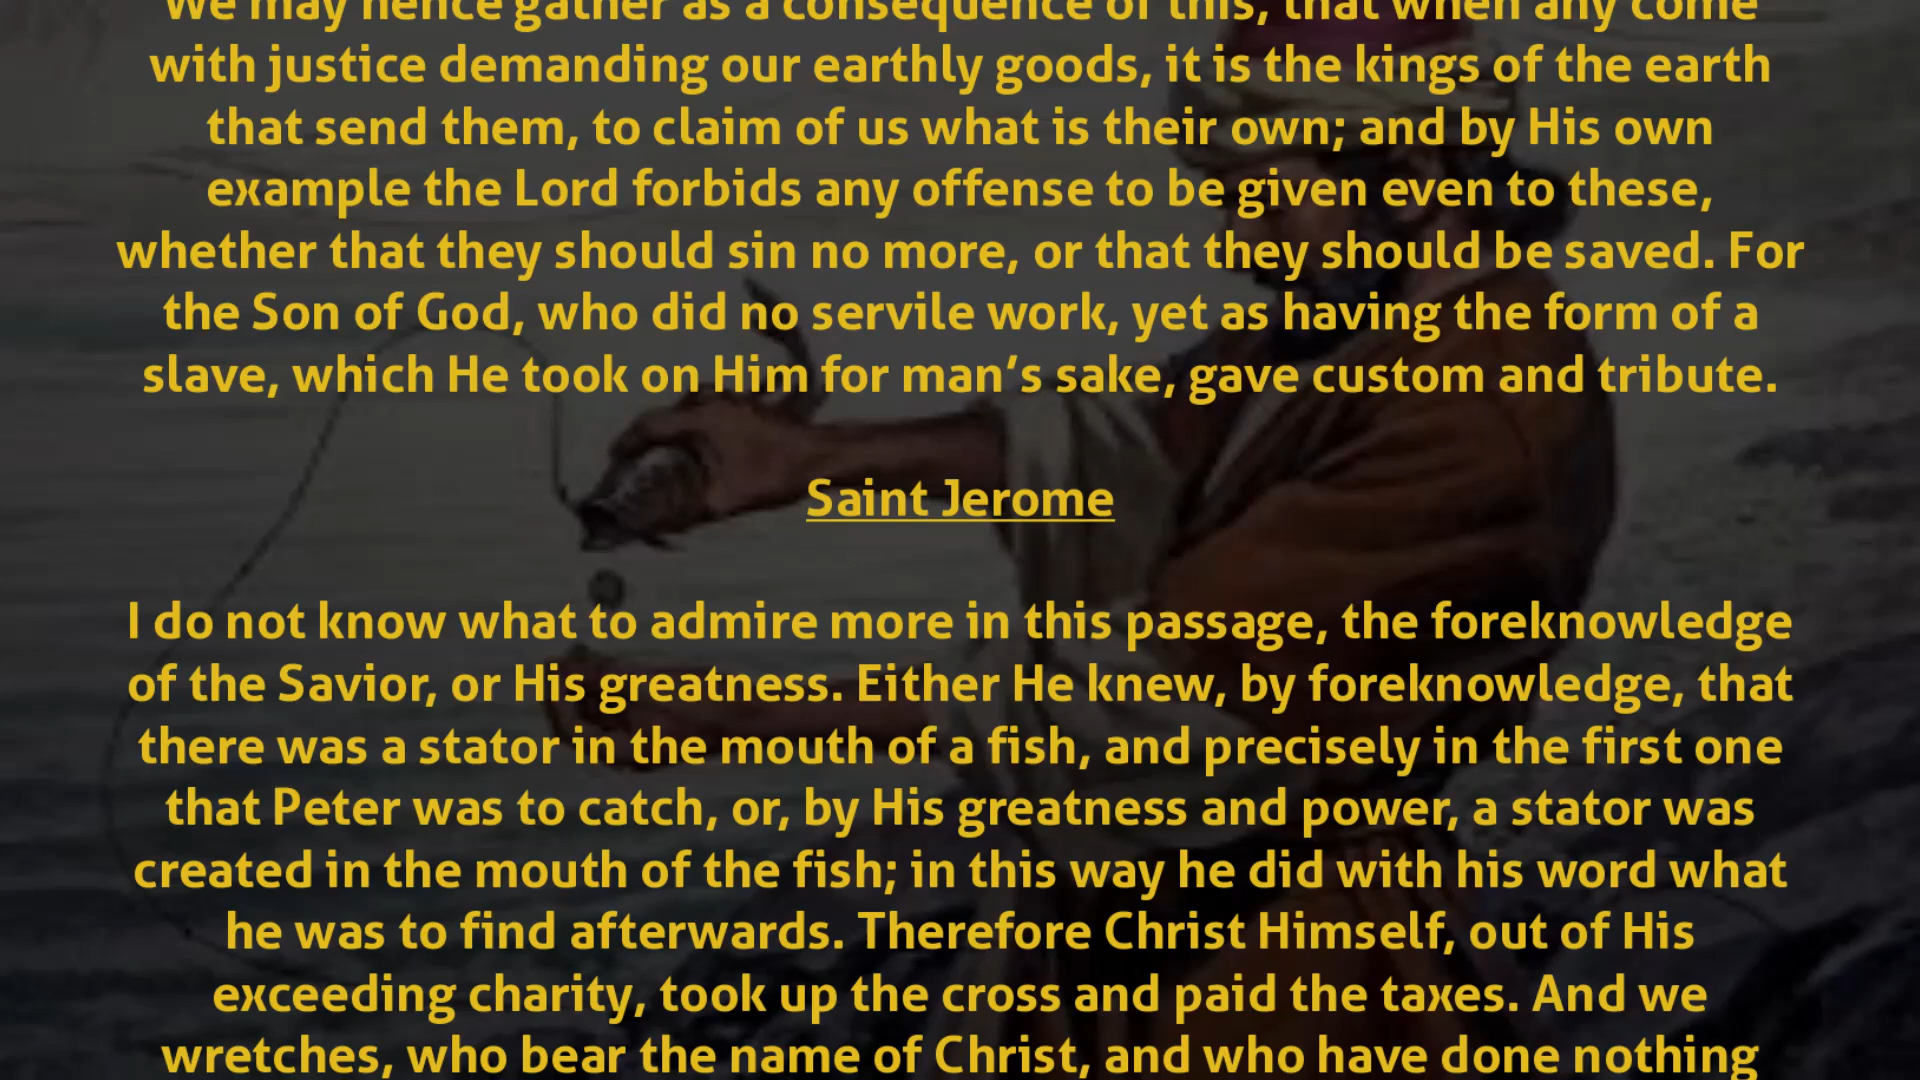 We may hence gather as a consequence of this, that when any come
with justice demanding our earthly goods, it is the kings of the earth
that send them, to claim of us what is their own; and by His own
example the Lord forbids any offense to be given even to these,
whether that they should sin no more, or that they should be saved. For
the Son of God, who did no servile work, yet as having the form of a
slave, which He took on Him for man’s sake, gave custom and tribute.
Saint Jerome
I do not know what to admire more in this passage, the foreknowledge
of the Savior, or His greatness. Either He knew, by foreknowledge, that
there was a stator in the mouth of a fish, and precisely in the first one
that Peter was to catch, or, by His greatness and power, a stator was
created in the mouth of the fish; in this way he did with his word what
he was to find afterwards. Therefore Christ Himself, out of His
exceeding charity, took up the cross and paid the taxes. And we
wretches, who bear the name of Christ, and who have done nothing